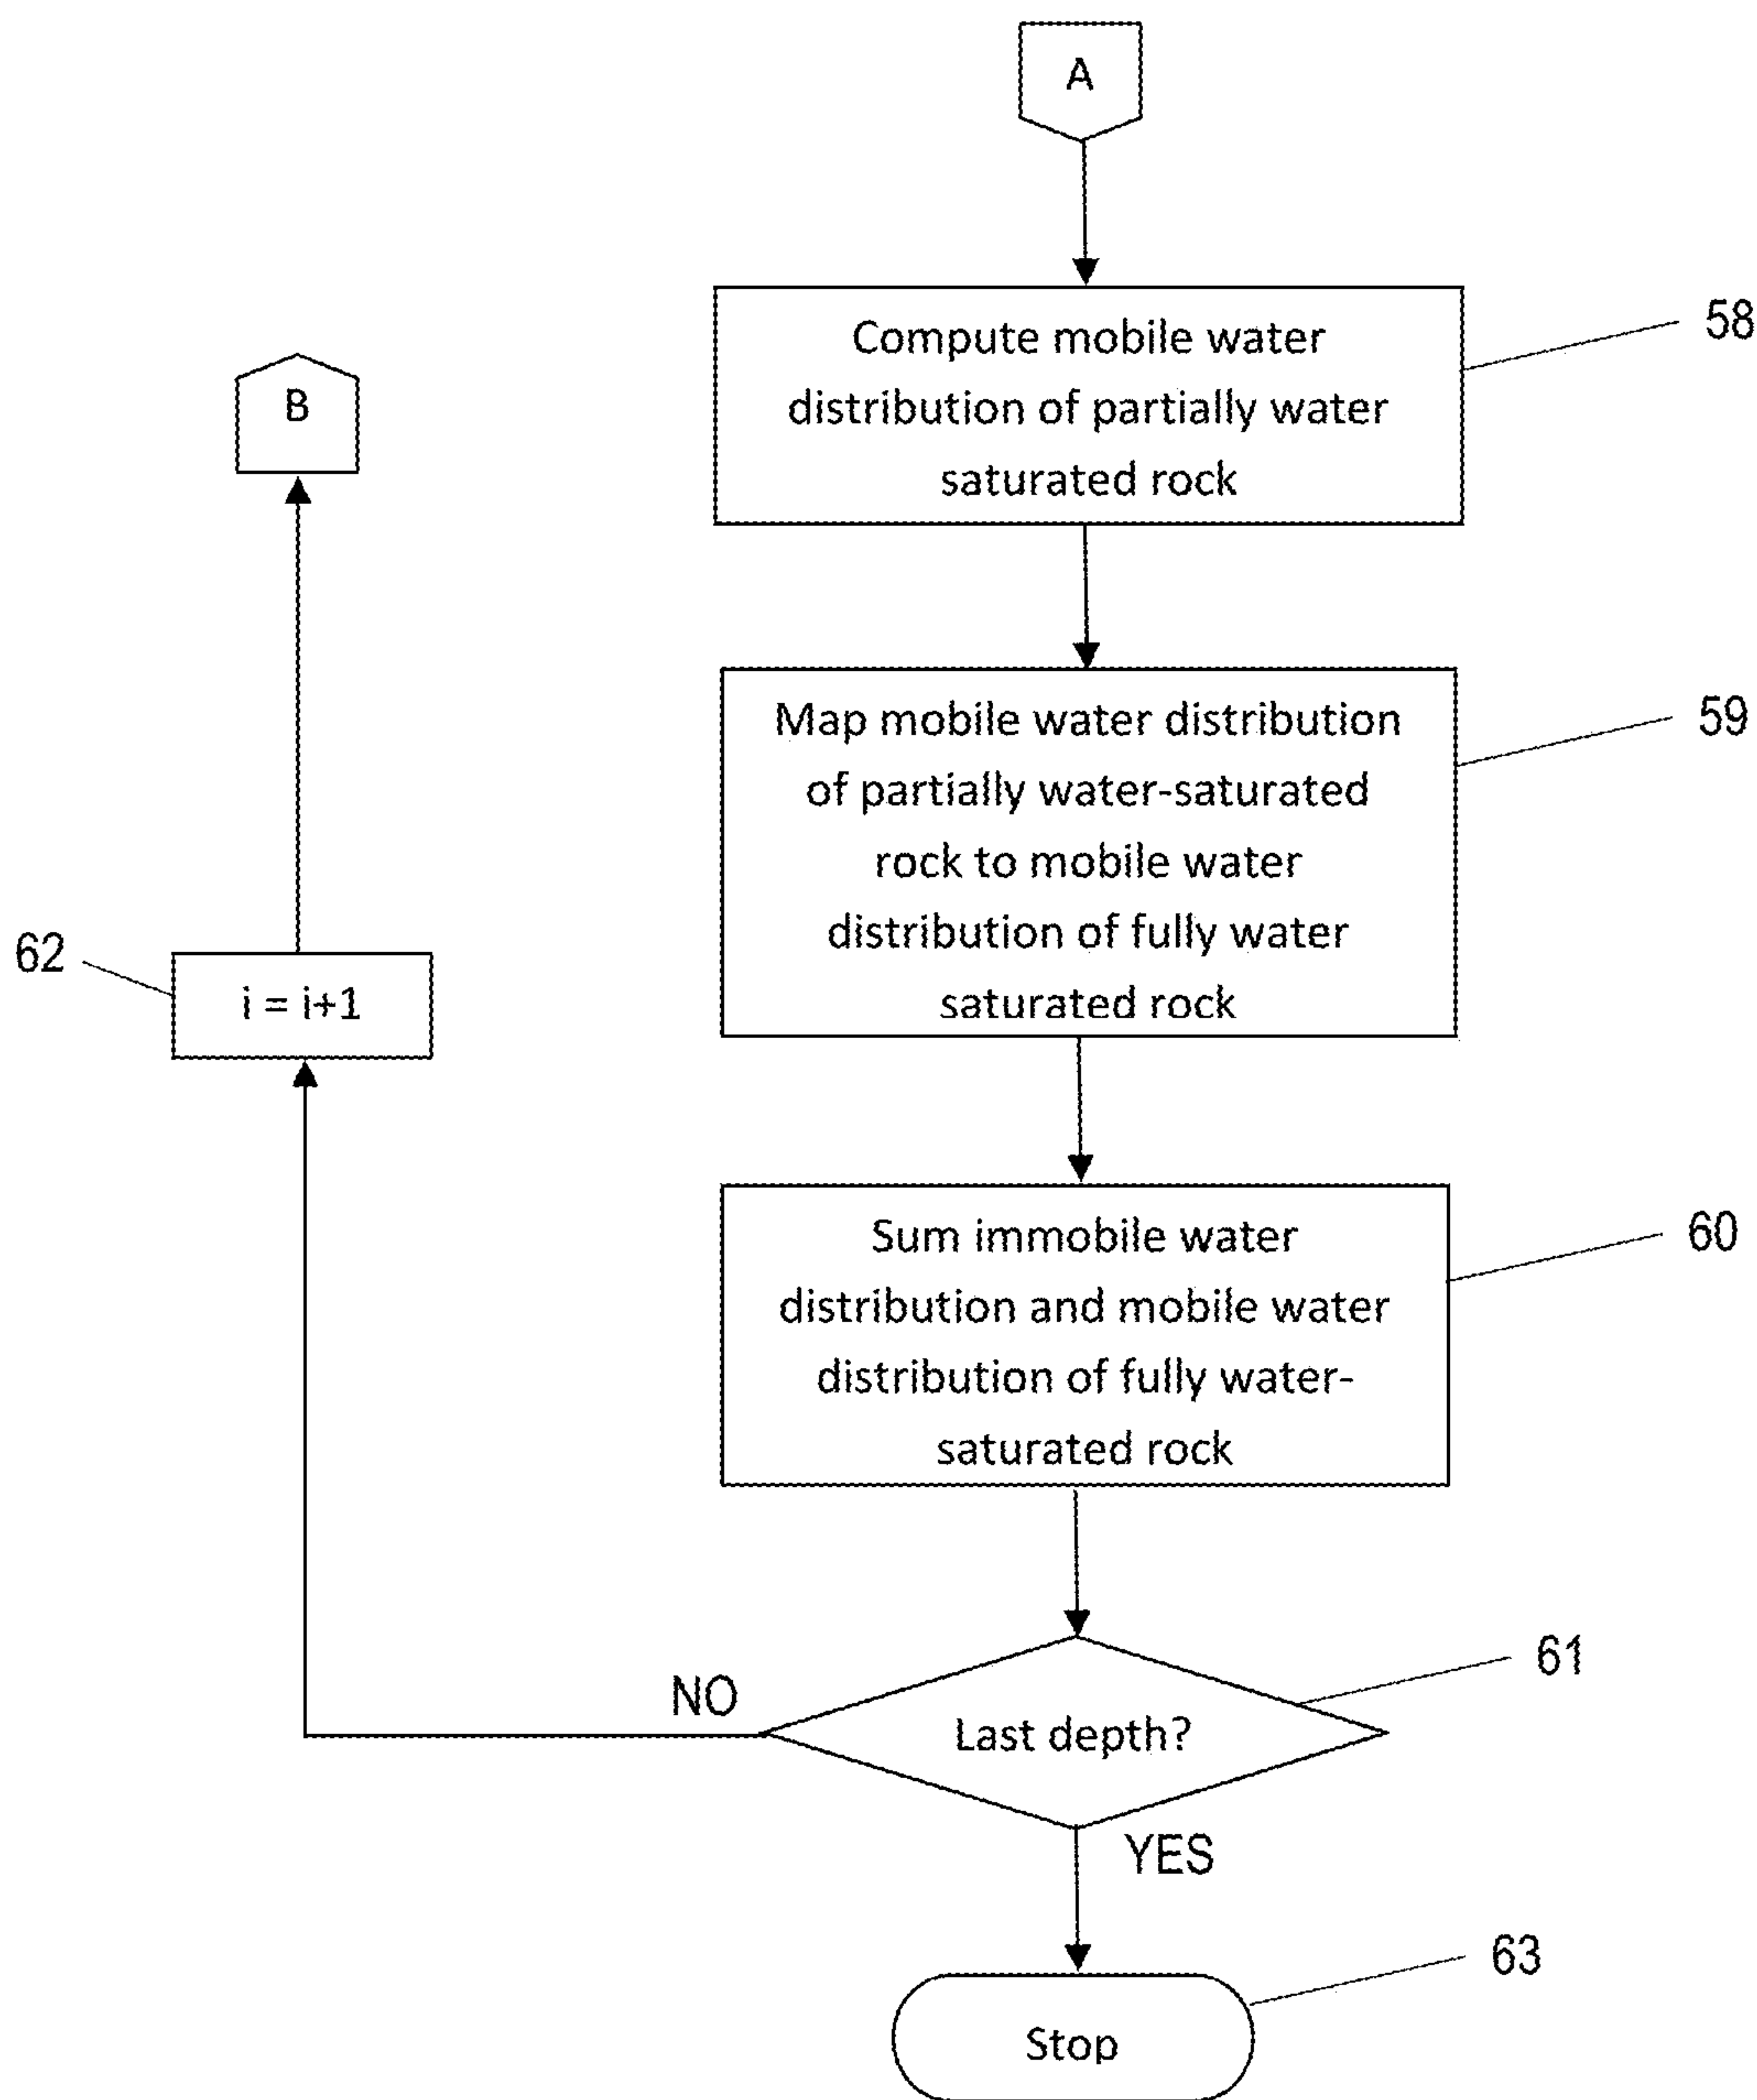 A
Compute mobile water
distribution of partially water
saturated rock
58
B
Map mobile water distribution
of partially water-saturated
rock to mobile water
distribution of fully water
saturated rock
59
62
i = i+1
Sum immobile water
distribution and mobile water
distribution of fully water-
saturated rock
60
NO
Last depth?
61
YES
Stop
63